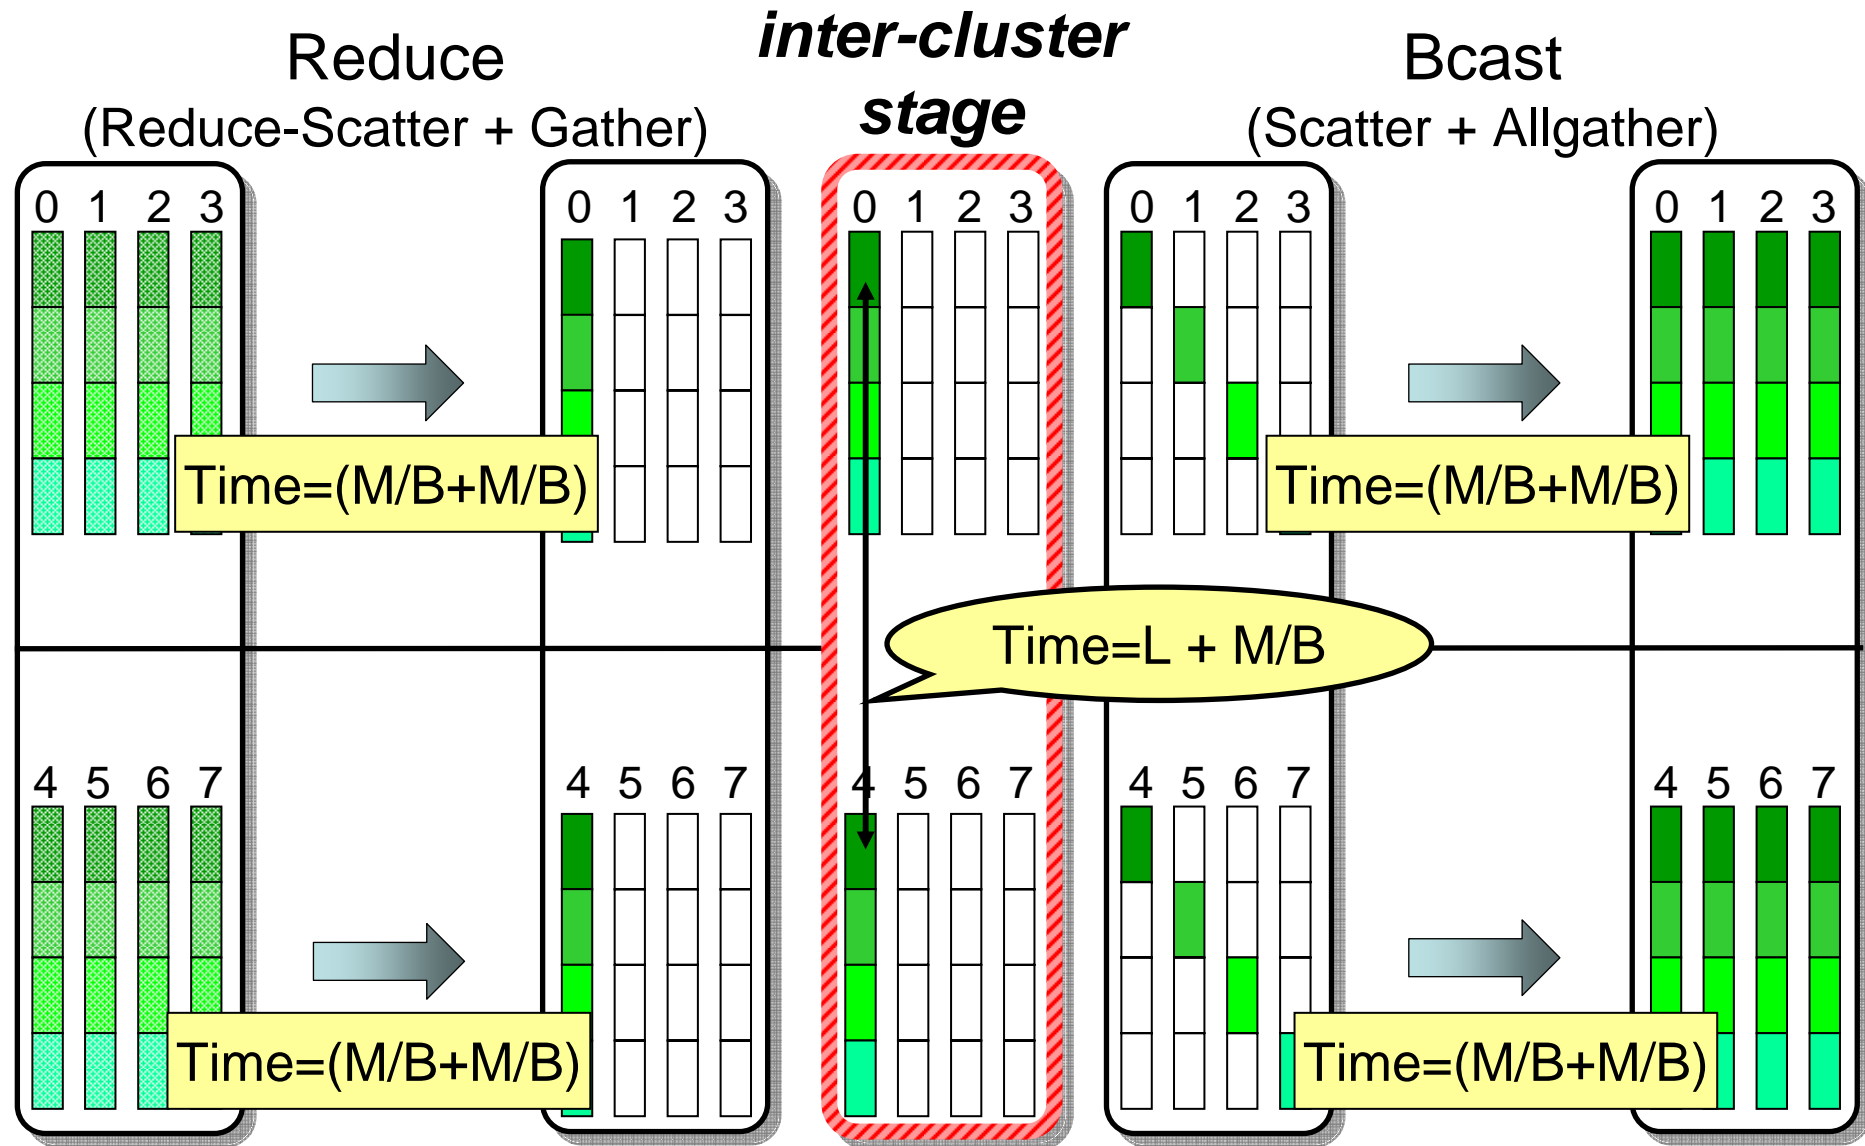 Reduce
(Reduce-Scatter + Gather)
inter-cluster
stage
Bcast
(Scatter + Allgather)
0 1 2 3
0 1 2 3
0 1 2 3
0 1 2 3
0 1 2 3
Time=(M/B+M/B)
Time=(M/B+M/B)
Time=L + M/B
4 5 6 7
4 5 6 7
4 5 6 7
4 5 6 7
4 5 6 7
Time=(M/B+M/B)
Time=(M/B+M/B)